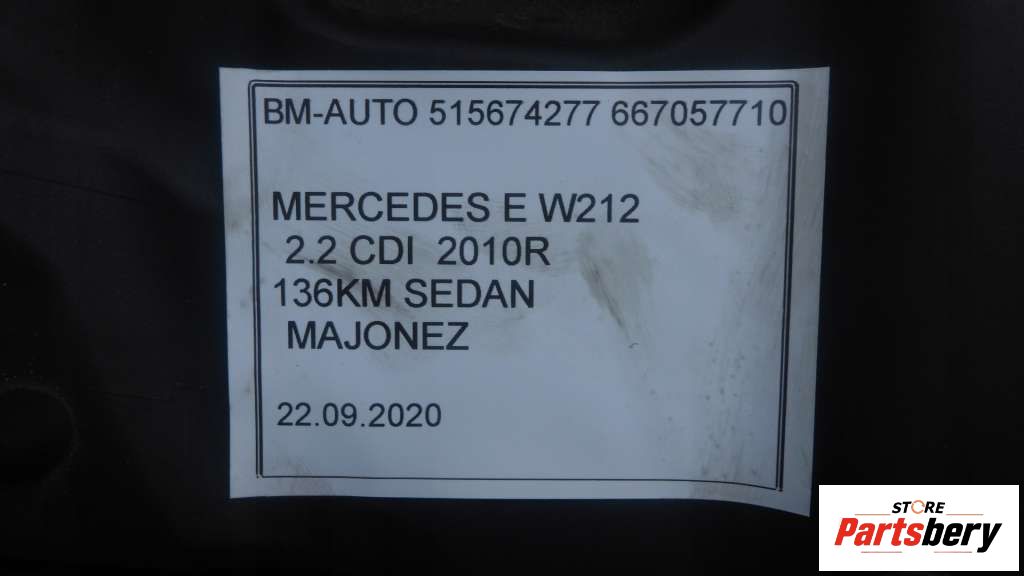 BM-AUTO 515674277 667057710
MERCEDES E W212
2.2 CDI 2010R
136KM SEDAN
MAJONEZ
22.09.2020
STORE
Partsbery